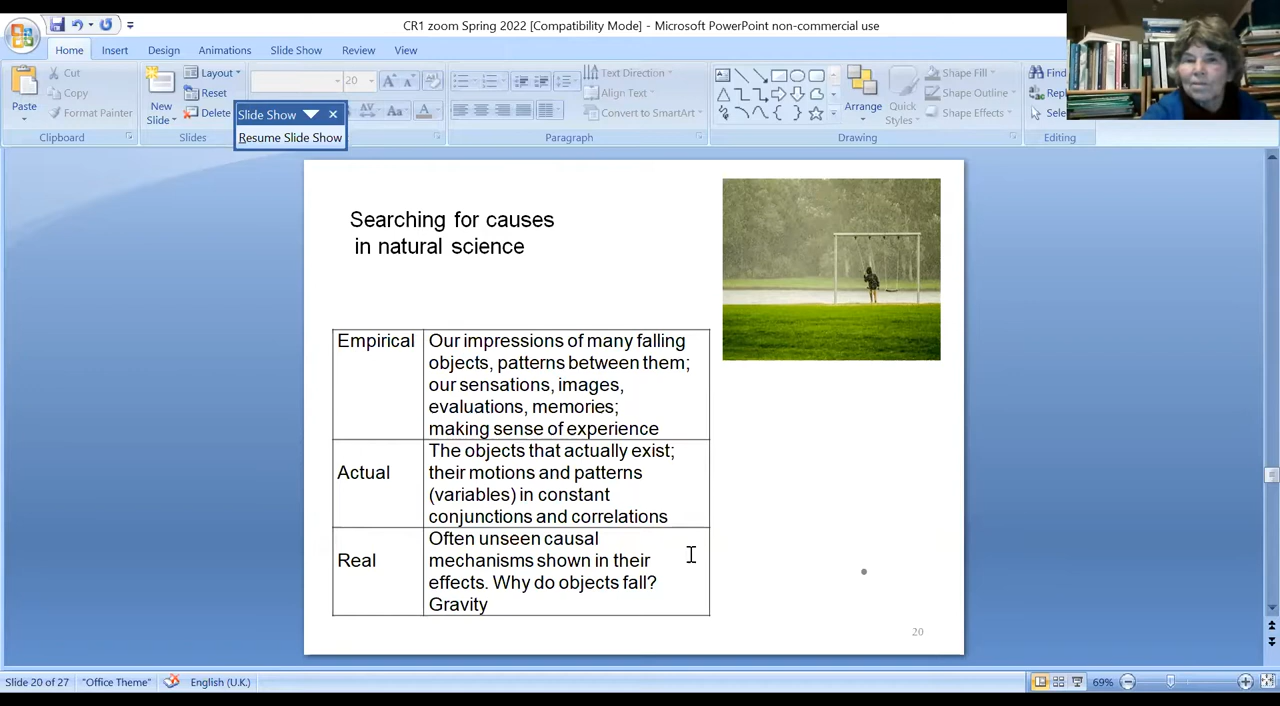 CR1 zoom Spring 2022 [Compatibility Mode] - Microsoft PowerPoint non-commercial use
Home Insert Design Animations Slide Show Review View
Paste
Cut
Copy
Format Painter
Clipboard
New
Slide
Layout
Reset
Delete
Slides
Slide Show
Resume Slide Show
20
Aa
A
Text Direction
Align Text
Convert to SmartArt
Paragraph
Arrange
Quick
Styles
Shape Fill
Shape Outline
Shape Effects
Drawing
Find
Editing
Searching for causes
in natural science
Empirical
Our impressions of many falling
objects, patterns between them;
our sensations, images,
evaluations, memories;
making sense of experience
Actual
The objects that actually exist;
their motions and patterns
(variables) in constant
conjunctions and correlations
Real
Often unseen causal
mechanisms shown in their
effects. Why do objects fall?
Gravity
20
Slide 20 of 27 "Office Theme" English (U.K.) 69%